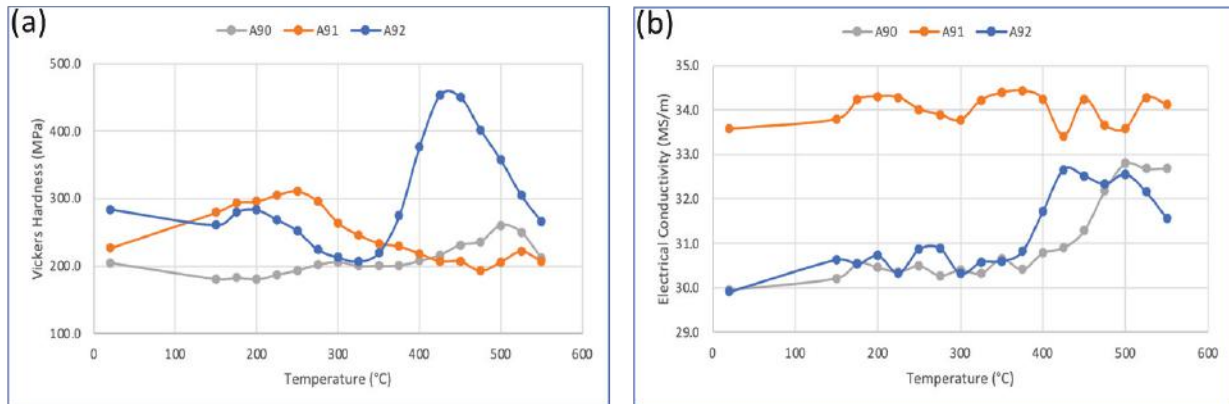 (a)
A90 A91 A92
500.0
400.0
300.0
200.0
100.0
Vickers Hardness (MPa)
0 100 200 300 400 500 600
Temperature (°C)
(b)
A90 A91 A92
35.0
34.0
33.0
32.0
31.0
30.0
29.0
Electrical Conductivity (MS/m)
0 100 200 300 400 500 600
Temperature (°C)